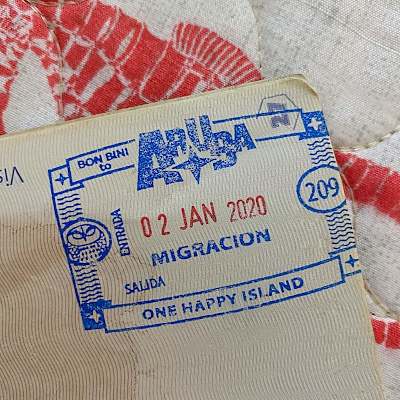 BON BINI
to
ARUBA
ENTRADA
02 JAN 2020
209
MIGRACION
SALIDA
ONE HAPPY ISLAND